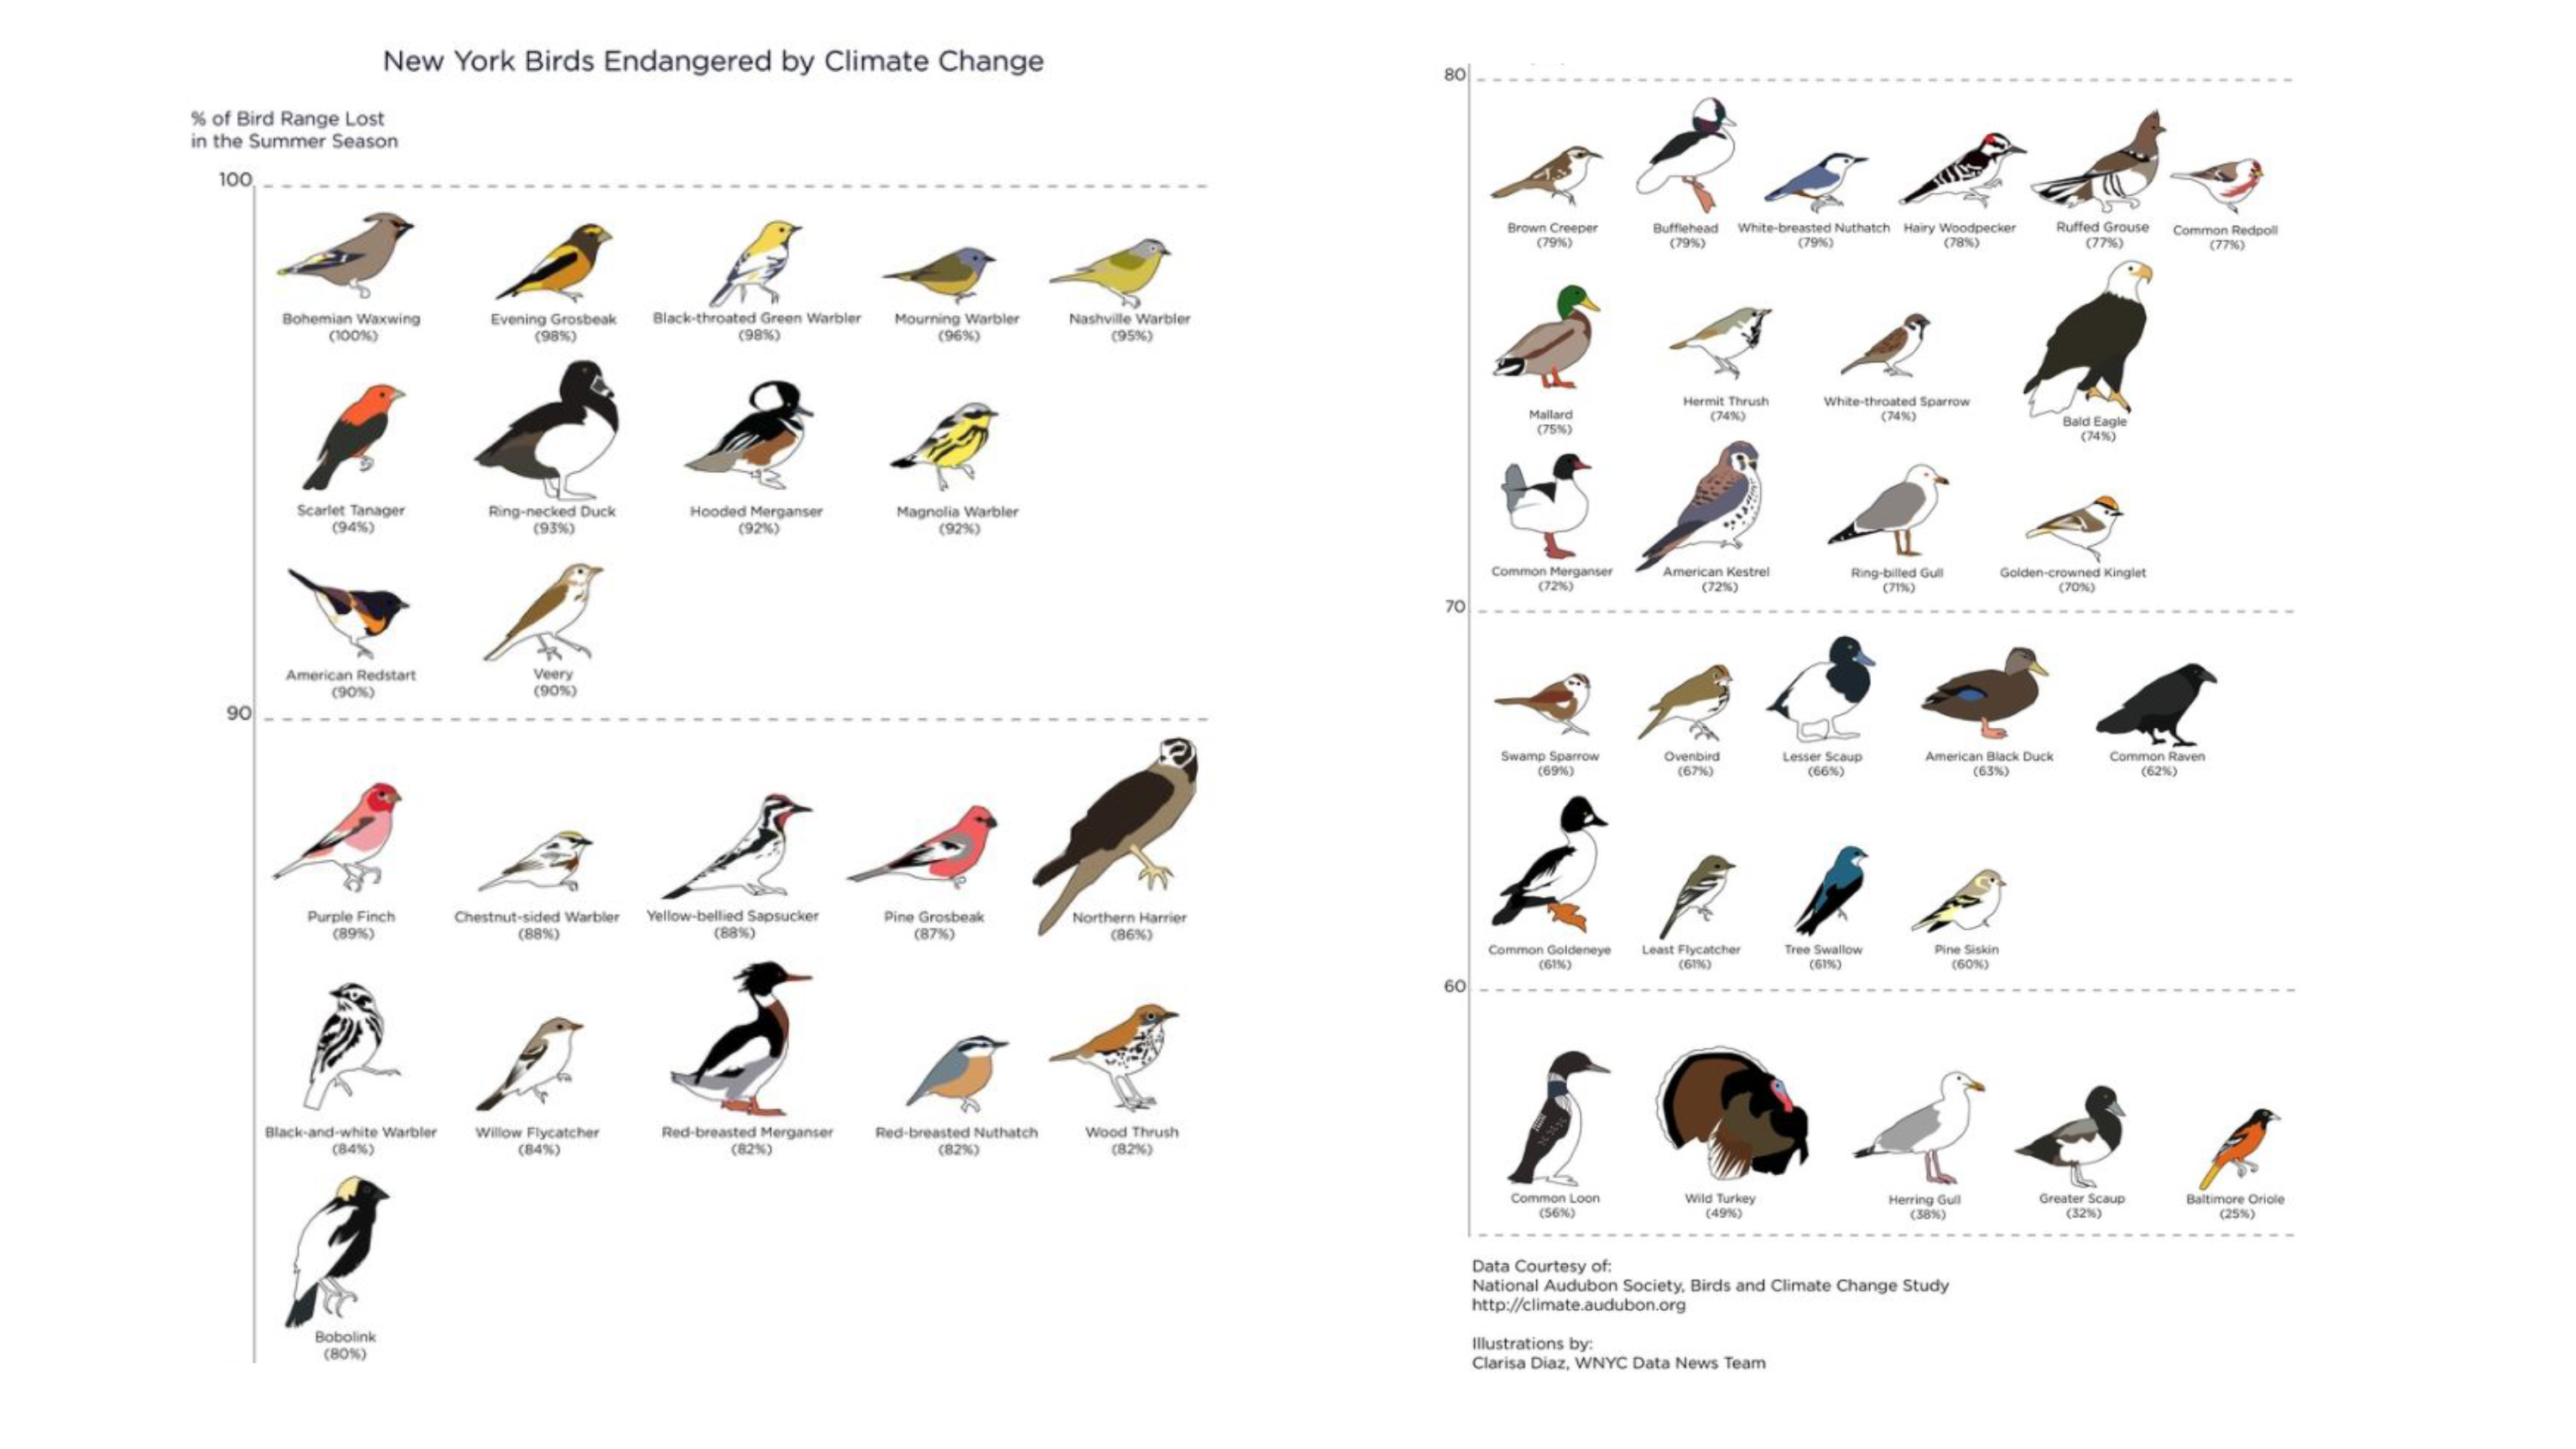 New York Birds Endangered by Climate Change
% of Bird Range Lost
in the Summer Season
100
Bohemian Waxwing
(100%)
Evening Grosbeak
(98%)
Black-throated Green Warbler
(98%)
Mourning Warbler
(96%)
Nashville Warbler
(95%)
Scarlet Tanager
(94%)
Ring-necked Duck
(93%)
Hooded Merganser
(92%)
Magnolia Warbler
(92%)
American Redstart
(90%)
Veery
(90%)
90
Purple Finch
(89%)
Chestnut-sided Warbler
(88%)
Yellow-bellied Sapsucker
(88%)
Pine Grosbeak
(87%)
Northern Harrier
(86%)
Black-and-white Warbler
(84%)
Willow Flycatcher
(84%)
Red-breasted Merganser
(82%)
Red-breasted Nuthatch
(82%)
Wood Thrush
(82%)
Bobolink
(80%)
80
Brown Creeper
(79%)
Bufflehead
(79%)
White-breasted Nuthatch
(79%)
Hairy Woodpecker
(78%)
Ruffed Grouse
(77%)
Common Redpoll
(77%)
Mallard
(75%)
Hermit Thrush
(74%)
White-throated Sparrow
(74%)
Bald Eagle
(74%)
Common Merganser
(72%)
American Kestrel
(72%)
Ring-billed Gull
(71%)
Golden-crowned Kinglet
(70%)
70
Swamp Sparrow
(69%)
Ovenbird
(67%)
Lesser Scaup
(66%)
American Black Duck
(63%)
Common Raven
(62%)
Common Goldeneye
(61%)
Least Flycatcher
(61%)
Tree Swallow
(61%)
Pine Siskin
(60%)
60
Common Loon
(56%)
Wild Turkey
(49%)
Herring Gull
(38%)
Greater Scaup
(32%)
Baltimore Oriole
(25%)
Data Courtesy of:
National Audubon Society, Birds and Climate Change Study
http://climate.audubon.org
Illustrations by:
Clarisa Diaz, WNYC Data News Team